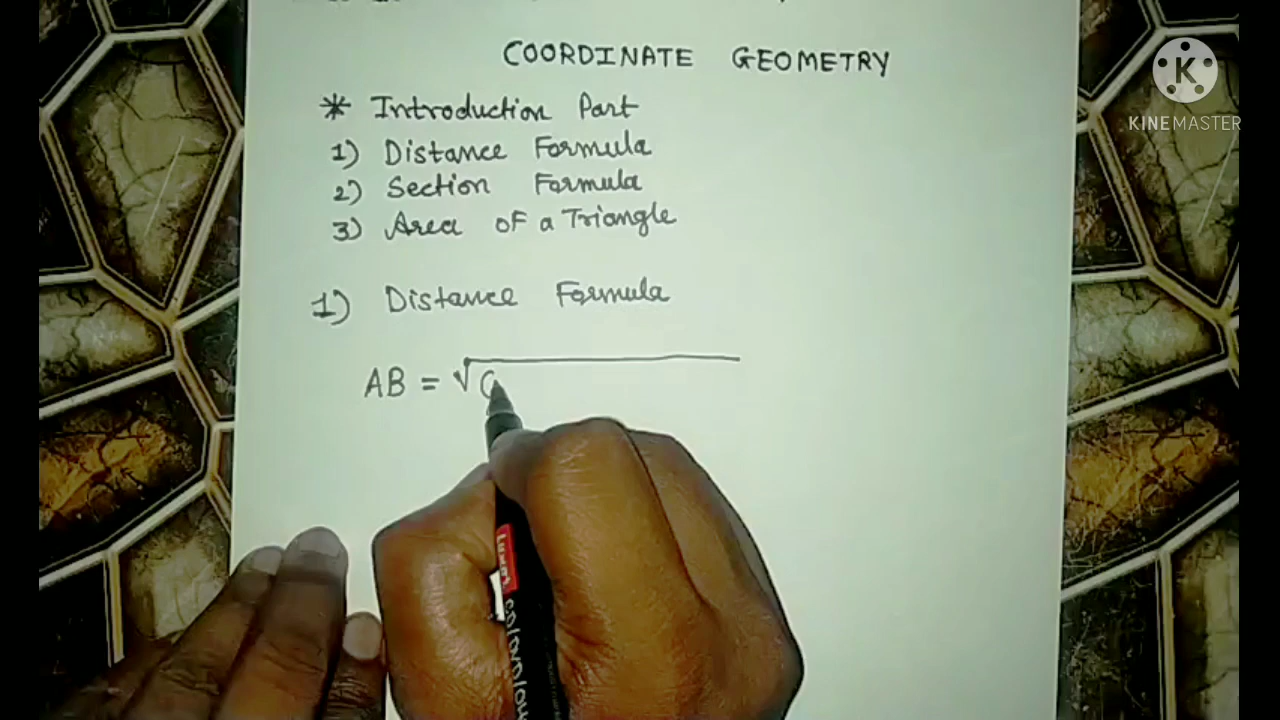 COORDINATE GEOMETRY
* Introduction Part
1) Distance Formula
2) Section Formula
3) Area of a Triangle
1) Distance Formula
AB = √(
K
KINEMASTER
Luxor